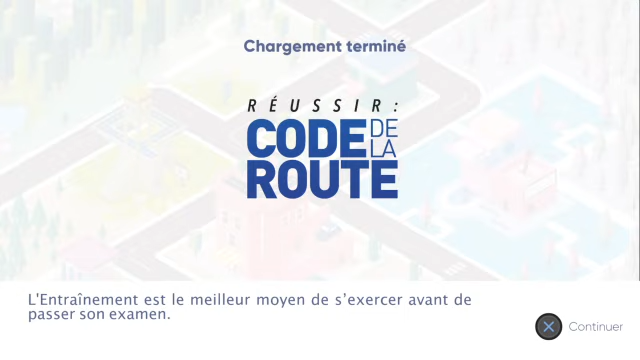 Chargement terminé
RÉUSSIR:
CODE DE LA
ROUTE
L'Entraînement est le meilleur moyen de s'exercer avant de
passer son examen.
Continuer